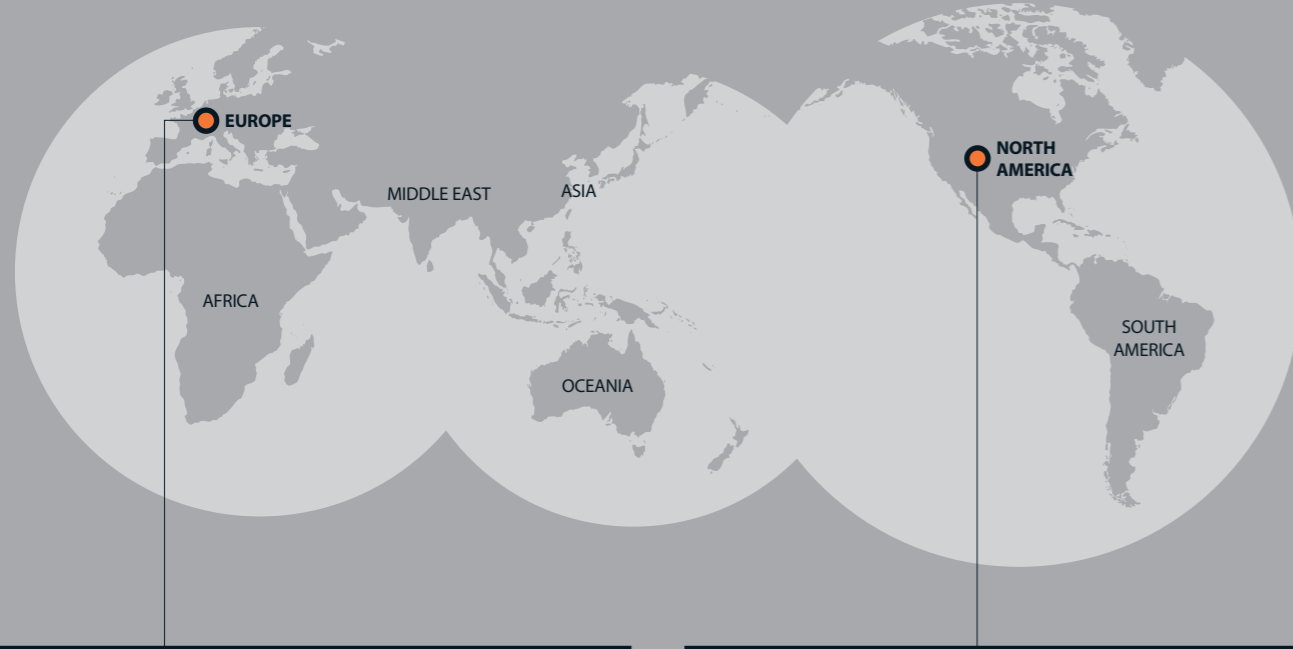 EUROPE
NORTH
AMERICA
MIDDLE EAST
ASIA
AFRICA
SOUTH
AMERICA
OCEANIA